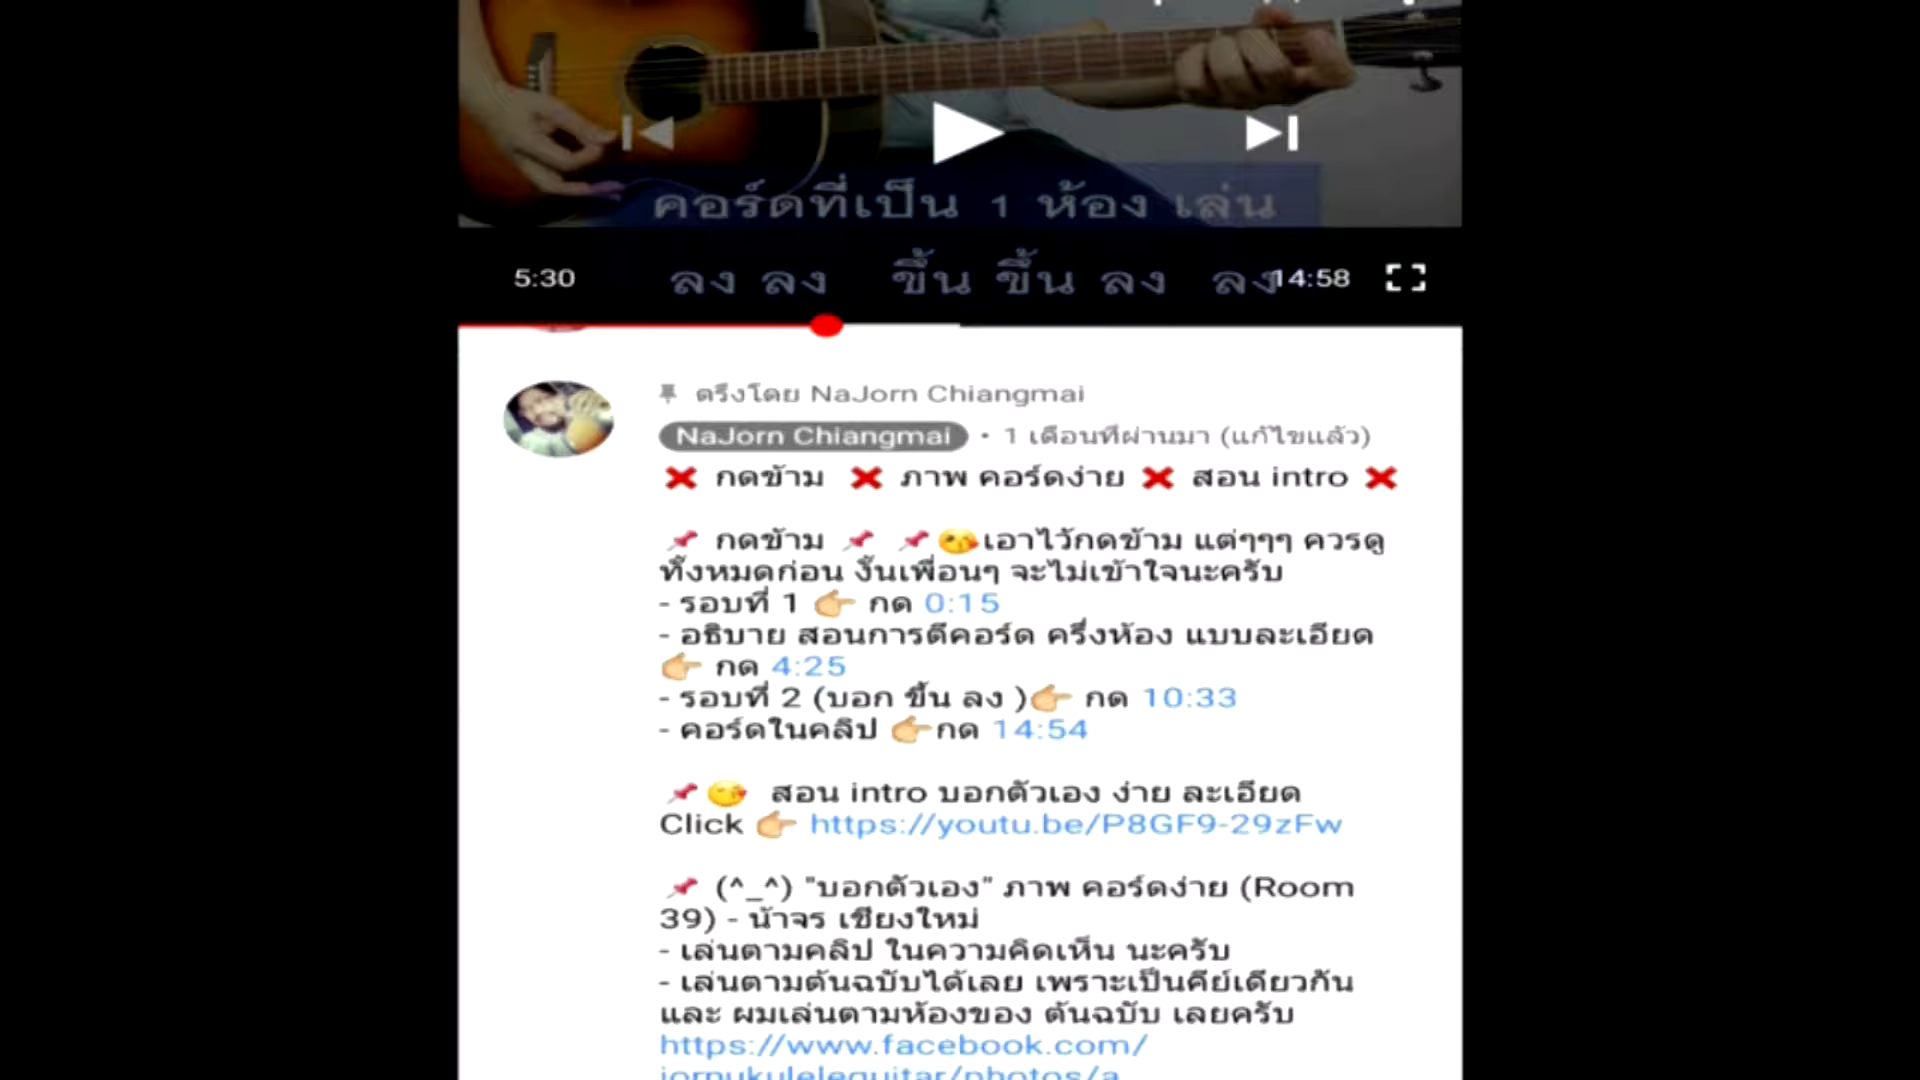 คอร์ดที่เป็น 1 ห้อง เล่น
5:30 ลง ลง ขึ้น ขึ้น ลง ลง 14:58
ตรึงโดย NaJorn Chiangmai
NaJorn Chiangmai • 1 เดือนที่ผ่านมา (แก้ไขแล้ว)
❌ กดข้าม ❌ ภาพ คอร์ดง่าย ❌ สอน intro ❌
📌 กดข้าม 📌 📌😘เอาไว้กดข้าม แต่ๆๆๆ ควรดู
ทั้งหมดก่อน งั้นเพื่อนๆ จะไม่เข้าใจนะครับ
- รอบที่ 1 👉 กด 0:15
- อธิบาย สอนการตีคอร์ด ครึ่งห้อง แบบละเอียด
👉 กด 4:25
- รอบที่ 2 (บอก ขึ้น ลง )👉 กด 10:33
- คอร์ดในคลิป 👉กด 14:54
📌😘 สอน intro บอกตัวเอง ง่าย ละเอียด
Click 👉 https://youtu.be/P8GF9-29zFw
📌 (^_^) "บอกตัวเอง" ภาพ คอร์ดง่าย (Room
39) - น้าจร เชียงใหม่
- เล่นตามคลิป ในความคิดเห็น นะครับ
- เล่นตามต้นฉบับได้เลย เพราะเป็นคีย์เดียวกัน
และ ผมเล่นตามห้องของ ต้นฉบับ เลยครับ
https://www.facebook.com/
jornukuleleguitar/photos/a